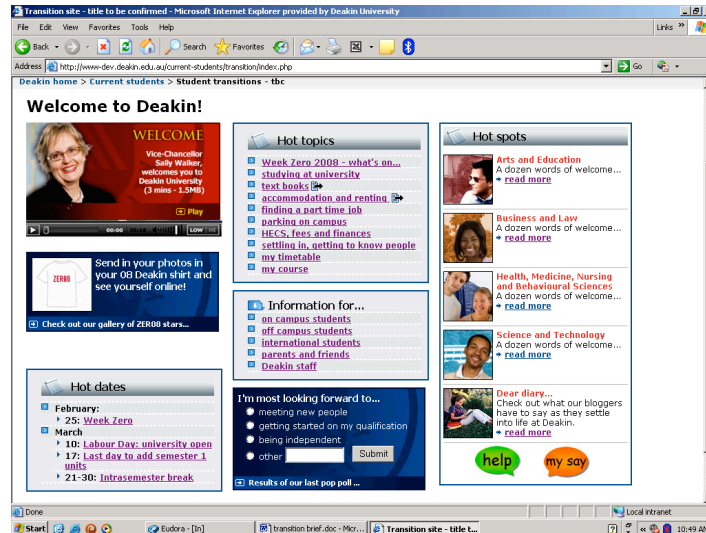 Transition site - title to be confirmed - Microsoft Internet Explorer provided by Deakin University
File Edit View Favorites Tools Help
Links »
Back Search Favorites
Address http://www-dev.deakin.edu.au/current-students/transition/index.php Go
Deakin home > Current students > Student transitions - tbc
Welcome to Deakin!
WELCOME
Vice-Chancellor
Sally Walker,
welcomes you to
Deakin University
(3 mins - 1.5MB)
Play
00:00 LOW HI
ZER08
Send in your photos in
your 08 Deakin shirt and
see yourself online!
Check out our gallery of ZER08 stars...
Hot dates
February:
25: Week Zero
March
10: Labour Day: university open
17: Last day to add semester 1
units
21-30: Intrasemester break
Hot topics
Week Zero 2008 - what's on...
studying at university
text books
accommodation and renting
finding a part time job
parking on campus
HECS, fees and finances
settling in, getting to know people
my timetable
my course
Information for...
on campus students
off campus students
international students
parents and friends
Deakin staff
I'm most looking forward to...
meeting new people
getting started on my qualification
being independent
other Submit
Results of our last pop poll ...
Hot spots
Arts and Education
A dozen words of welcome...
read more
Business and Law
A dozen words of welcome...
read more
Health, Medicine, Nursing
and Behavioural Sciences
A dozen words of welcome...
read more
Science and Technology
A dozen words of welcome...
read more
Dear diary...
Check out what our bloggers
have to say as they settle
into life at Deakin.
read more
help my say
Done Local intranet
Start Eudora - [In] transition brief.doc - Micr... Transition site - title t... « 10:49 AM